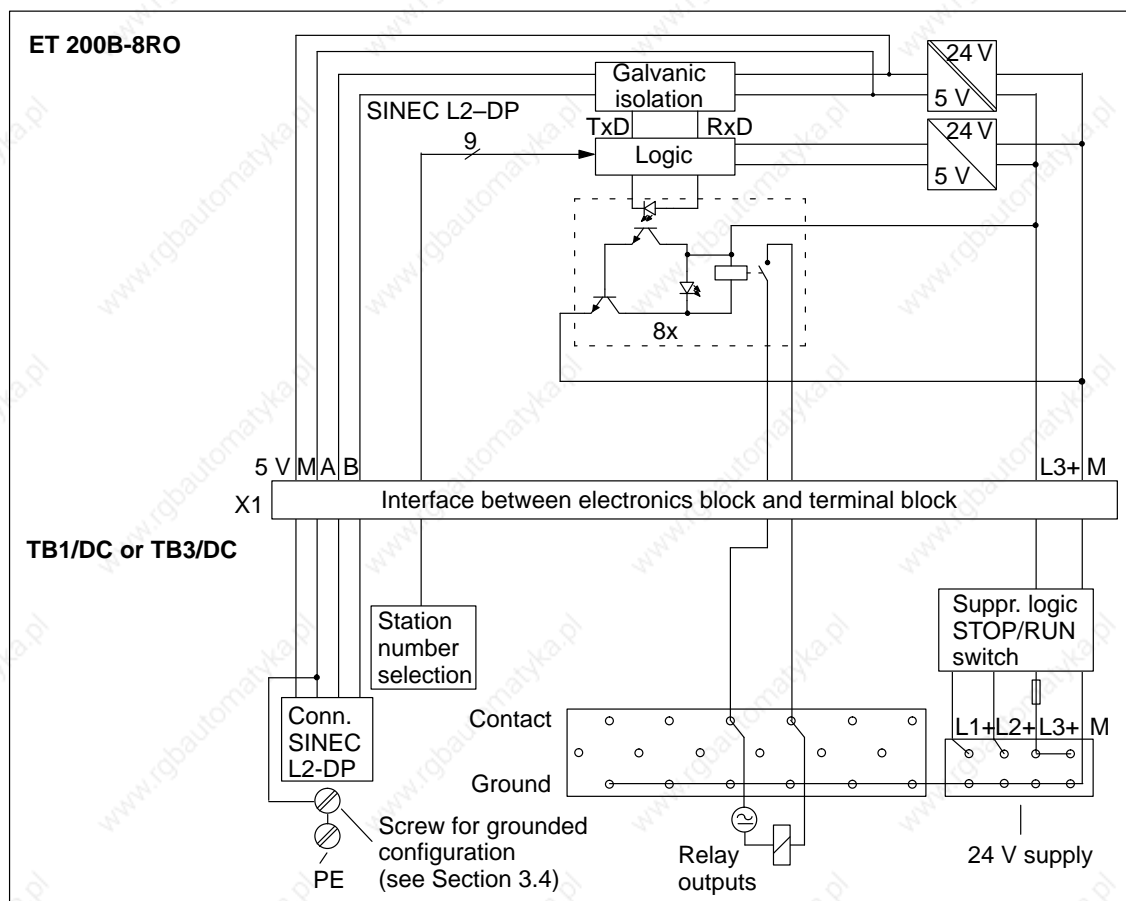 ET 200B-8RO
24 V
5 V
Galvanic
isolation
SINEC L2–DP
TxD
RxD
24 V
5 V
9
Logic
8x
5 V M A B
L3+ M
X1
Interface between electronics block and terminal block
TB1/DC or TB3/DC
Station
number
selection
Suppr. logic
STOP/RUN
switch
Conn.
SINEC
L2-DP
Contact
L1+ L2+ L3+ M
Ground
Screw for grounded
configuration
(see Section 3.4)
PE
Relay
outputs
24 V supply
www.rgbautomatyka.pl